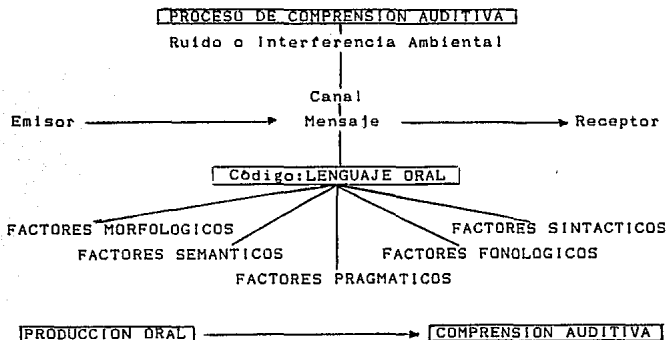 PROCESO DE COMPRENSION AUDITIVA
Ruido o Interferencia Ambiental
Canal
Emisor Mensaje Receptor
Código:LENGUAJE ORAL
FACTORES MORFOLOGICOS FACTORES SINTACTICOS
FACTORES SEMANTICOS FACTORES FONOLOGICOS
FACTORES PRAGMATICOS
PRODUCCION ORAL COMPRENSION AUDITIVA